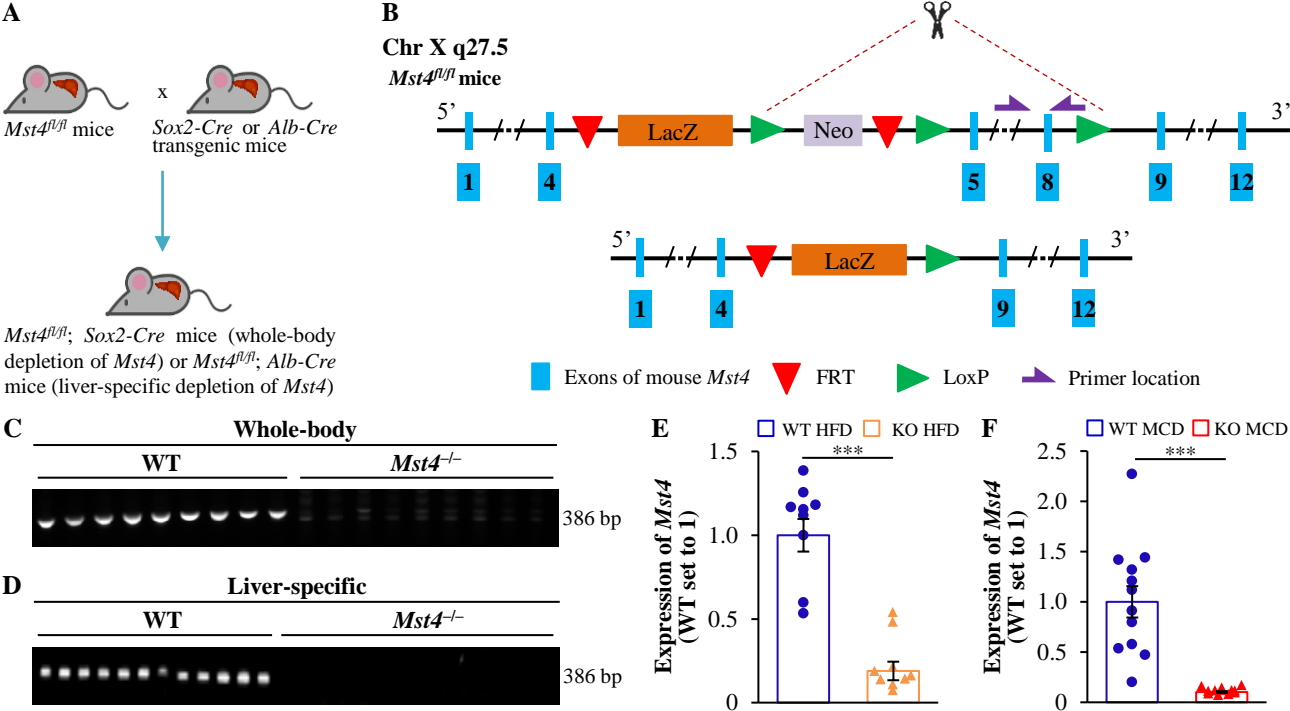 A
Mst4fl/fl mice
x
Sox2-Cre or Alb-Cre
transgenic mice
Mst4fl/fl; Sox2-Cre mice (whole-body
depletion of Mst4) or Mst4fl/fl; Alb-Cre
mice (liver-specific depletion of Mst4)
B
Chr X q27.5
Mst4fl/fl mice
5’
LacZ
Neo
3’
1
4
5
8
9
12
5’
LacZ
3’
1
4
9
12
Exons of mouse Mst4
FRT
LoxP
Primer location
C
Whole-body
WT
Mst4–/–
386 bp
D
Liver-specific
WT
Mst4–/–
386 bp
E
WT HFD
KO HFD
Expression of Mst4
(WT set to 1)
1.5
1.0
0.5
0
***
F
WT MCD
KO MCD
Expression of Mst4
(WT set to 1)
2.5
2.0
1.5
1.0
0.5
0
***